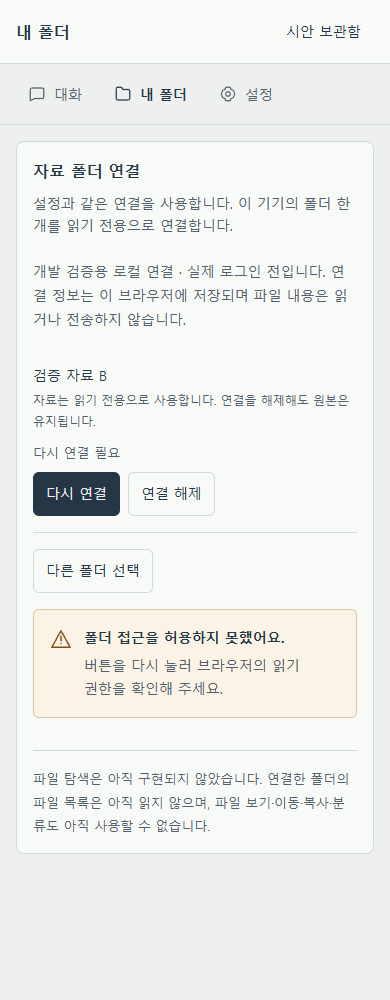 내 폴더
시안 보관함
대화
내 폴더
설정
자료 폴더 연결
설정과 같은 연결을 사용합니다. 이 기기의 폴더 한
개를 읽기 전용으로 연결합니다.
개발 검증용 로컬 연결 · 실제 로그인 전입니다. 연
결 정보는 이 브라우저에 저장되며 파일 내용은 읽
거나 전송하지 않습니다.
검증 자료 B
자료는 읽기 전용으로 사용합니다. 연결을 해제해도 원본은
유지됩니다.
다시 연결 필요
다시 연결
연결 해제
다른 폴더 선택
폴더 접근을 허용하지 못했어요.
버튼을 다시 눌러 브라우저의 읽기
권한을 확인해 주세요.
파일 탐색은 아직 구현되지 않았습니다. 연결한 폴더의
파일 목록은 아직 읽지 않으며, 파일 보기·이동·복사·분
류도 아직 사용할 수 없습니다.